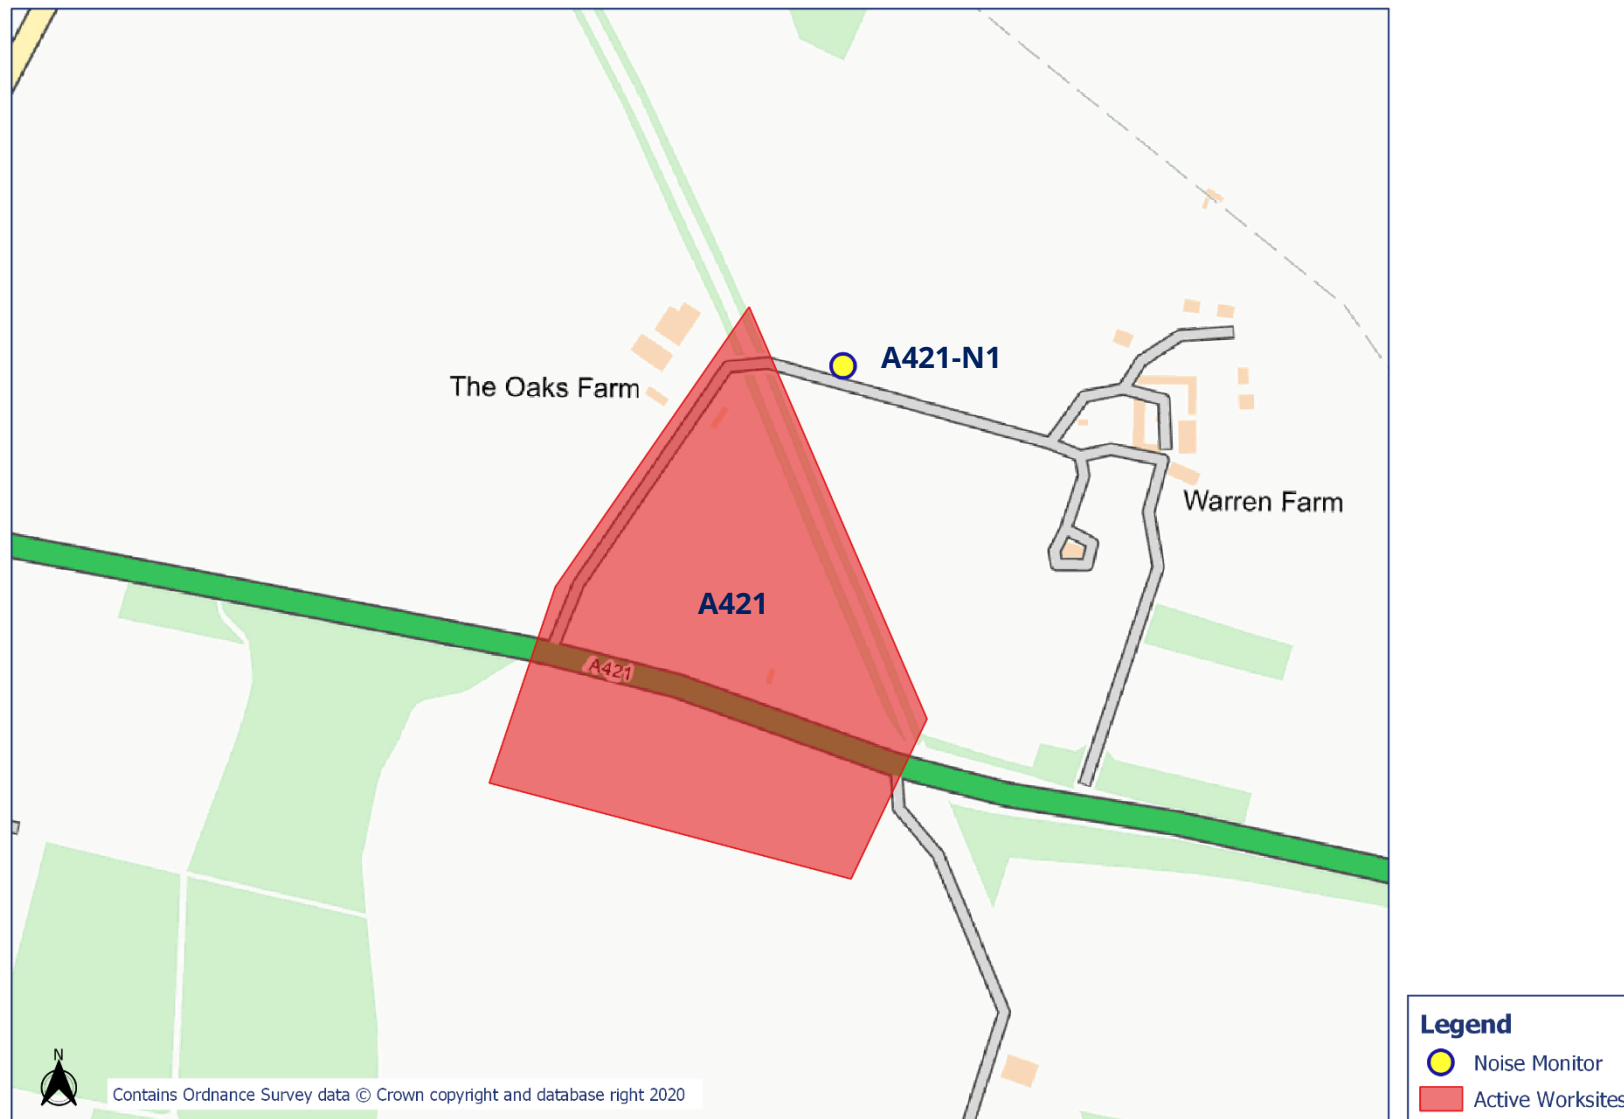 A421-N1
The Oaks Farm
Warren Farm
A421
A421
N
Contains Ordnance Survey data © Crown copyright and database right 2020
Legend
Noise Monitor
Active Worksites